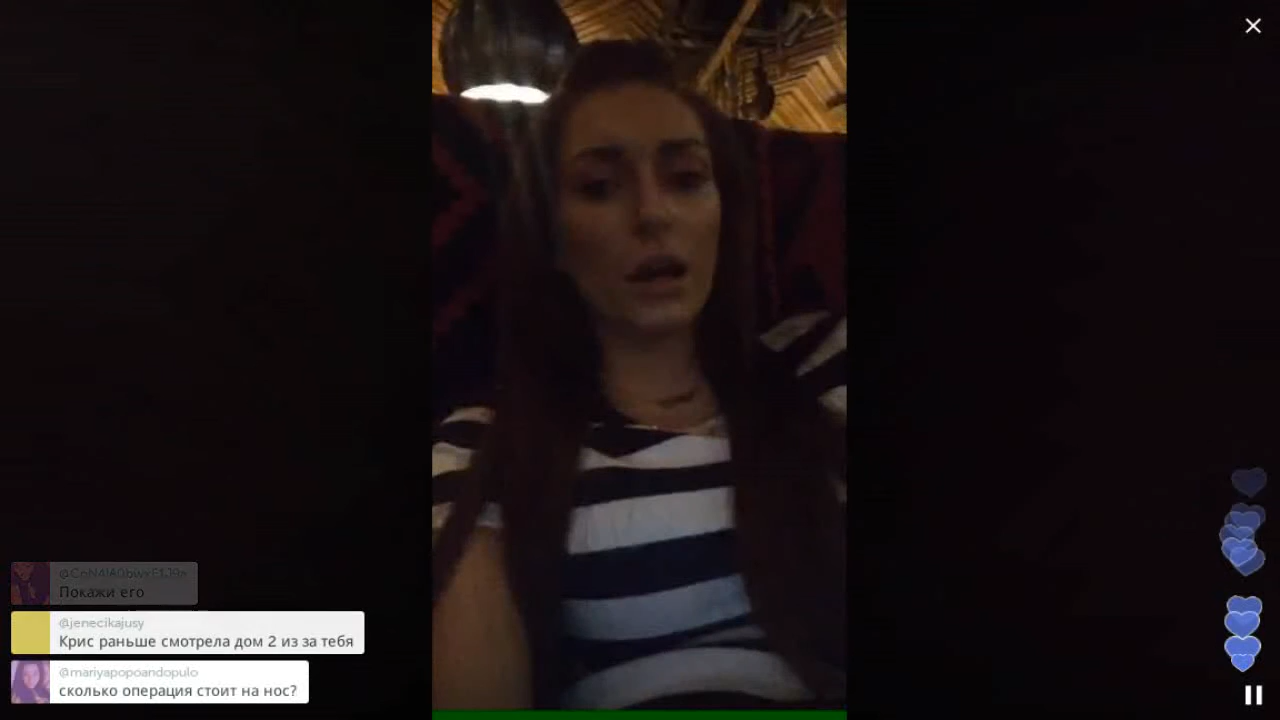 Покажи его
@jenecikajusy
Крис раньше смотрела дом 2 из за тебя
@mariyapopoandopulo
сколько операция стоит на нос?